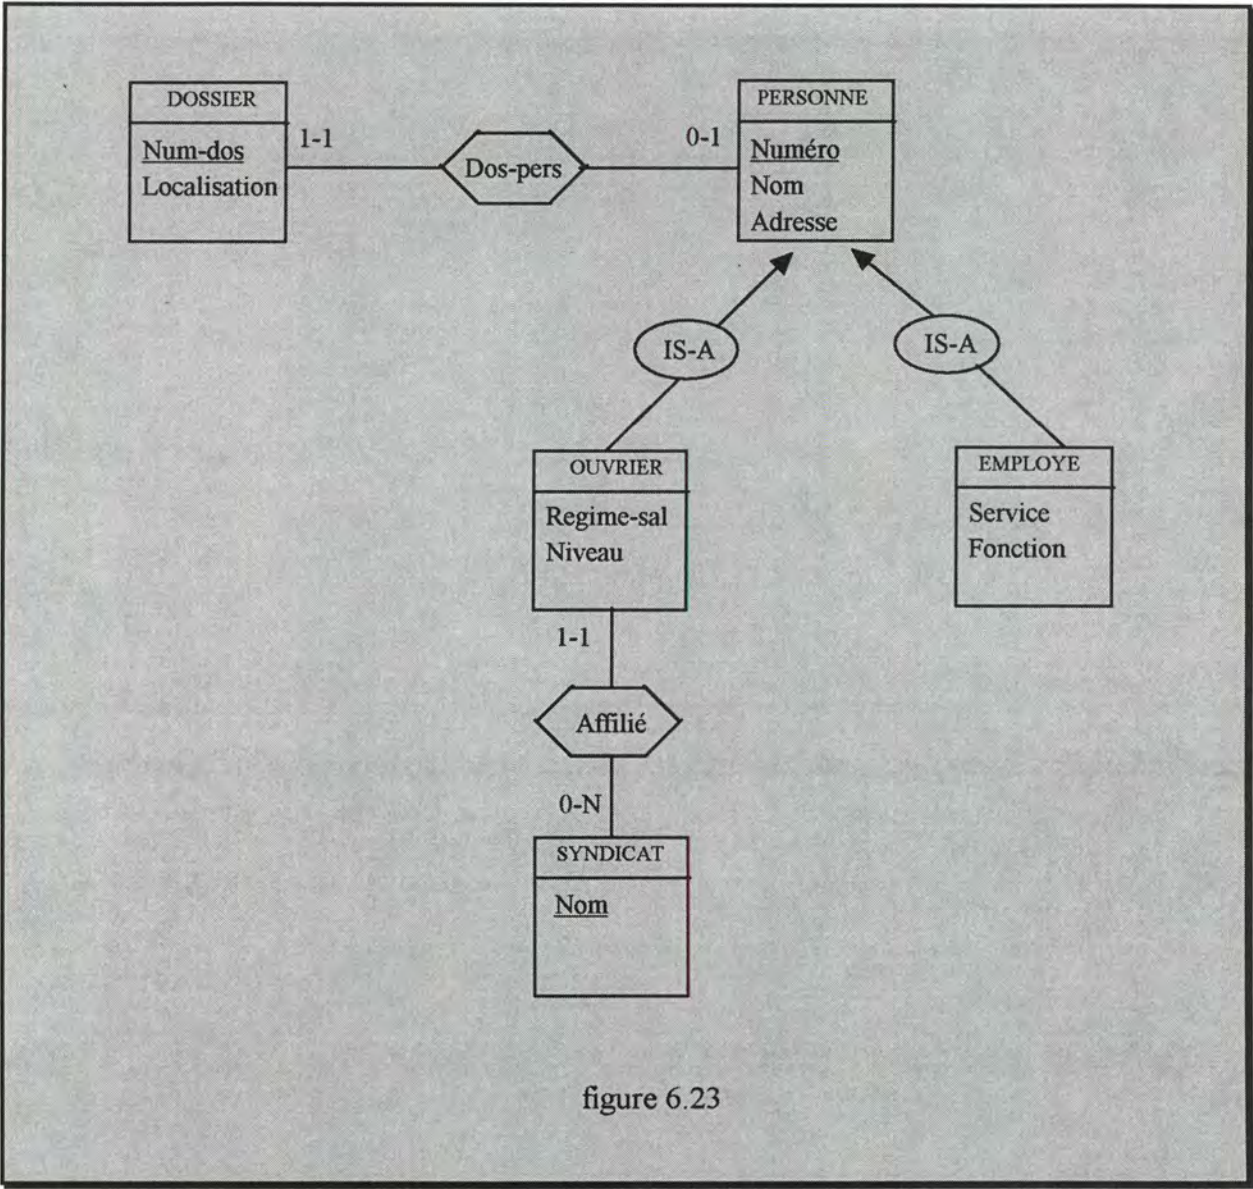 DOSSIER
Num-dos
Localisation
1-1
Dos-pers
0-1
PERSONNE
Numéro
Nom
Adresse
IS-A
IS-A
OUVRIER
Regime-sal
Niveau
EMPLOYE
Service
Fonction
1-1
Affilié
0-N
SYNDICAT
Nom
figure 6.23